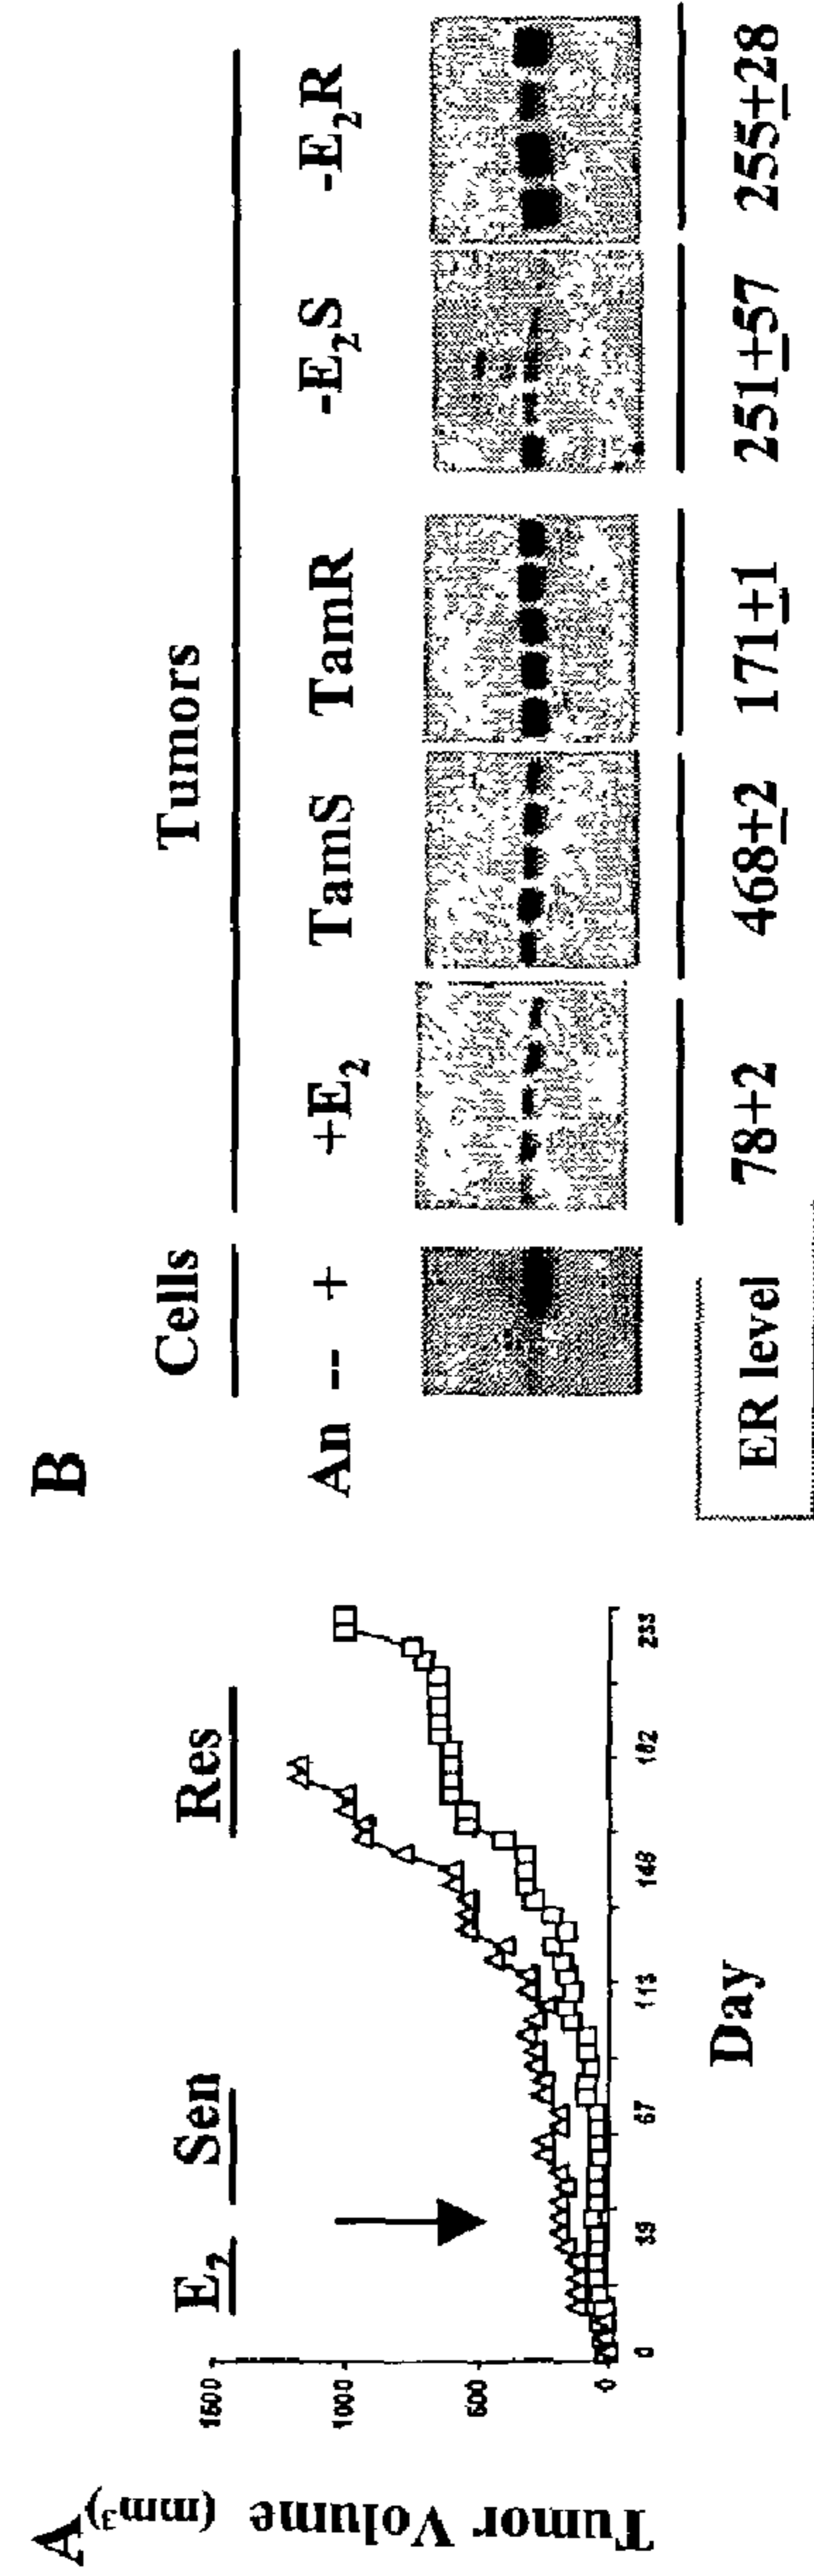 A
Tumor Volume (mm³)
1500
1000
500
0
E₂ Sen Res
0 39 67 113 148 182 233
Day
B
Cells Tumors
An -- + +E₂ TamS TamR -E₂S -E₂R
ER level 78+2 468±2 171±1 251±57 255±28